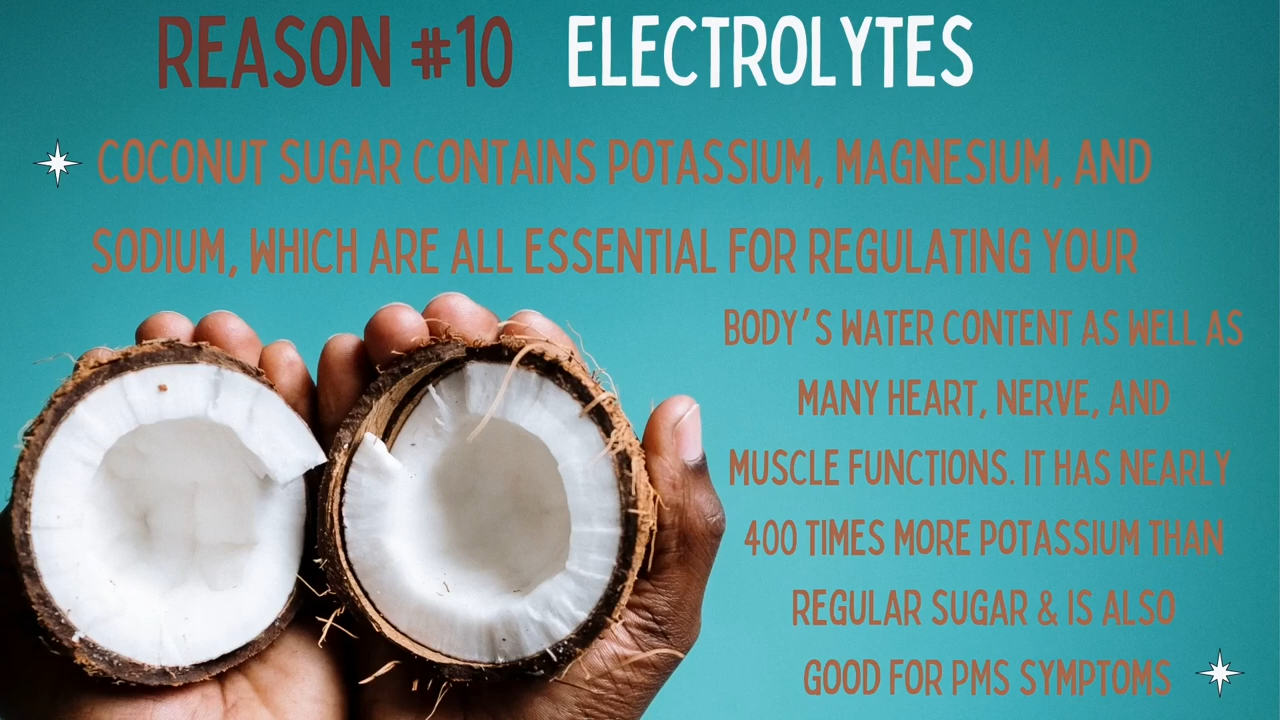 REASON #10 ELECTROLYTES
COCONUT SUGAR CONTAINS POTASSIUM, MAGNESIUM, AND
SODIUM, WHICH ARE ALL ESSENTIAL FOR REGULATING YOUR
BODY'S WATER CONTENT AS WELL AS
MANY HEART, NERVE, AND
MUSCLE FUNCTIONS. IT HAS NEARLY
400 TIMES MORE POTASSIUM THAN
REGULAR SUGAR & IS ALSO
GOOD FOR PMS SYMPTOMS